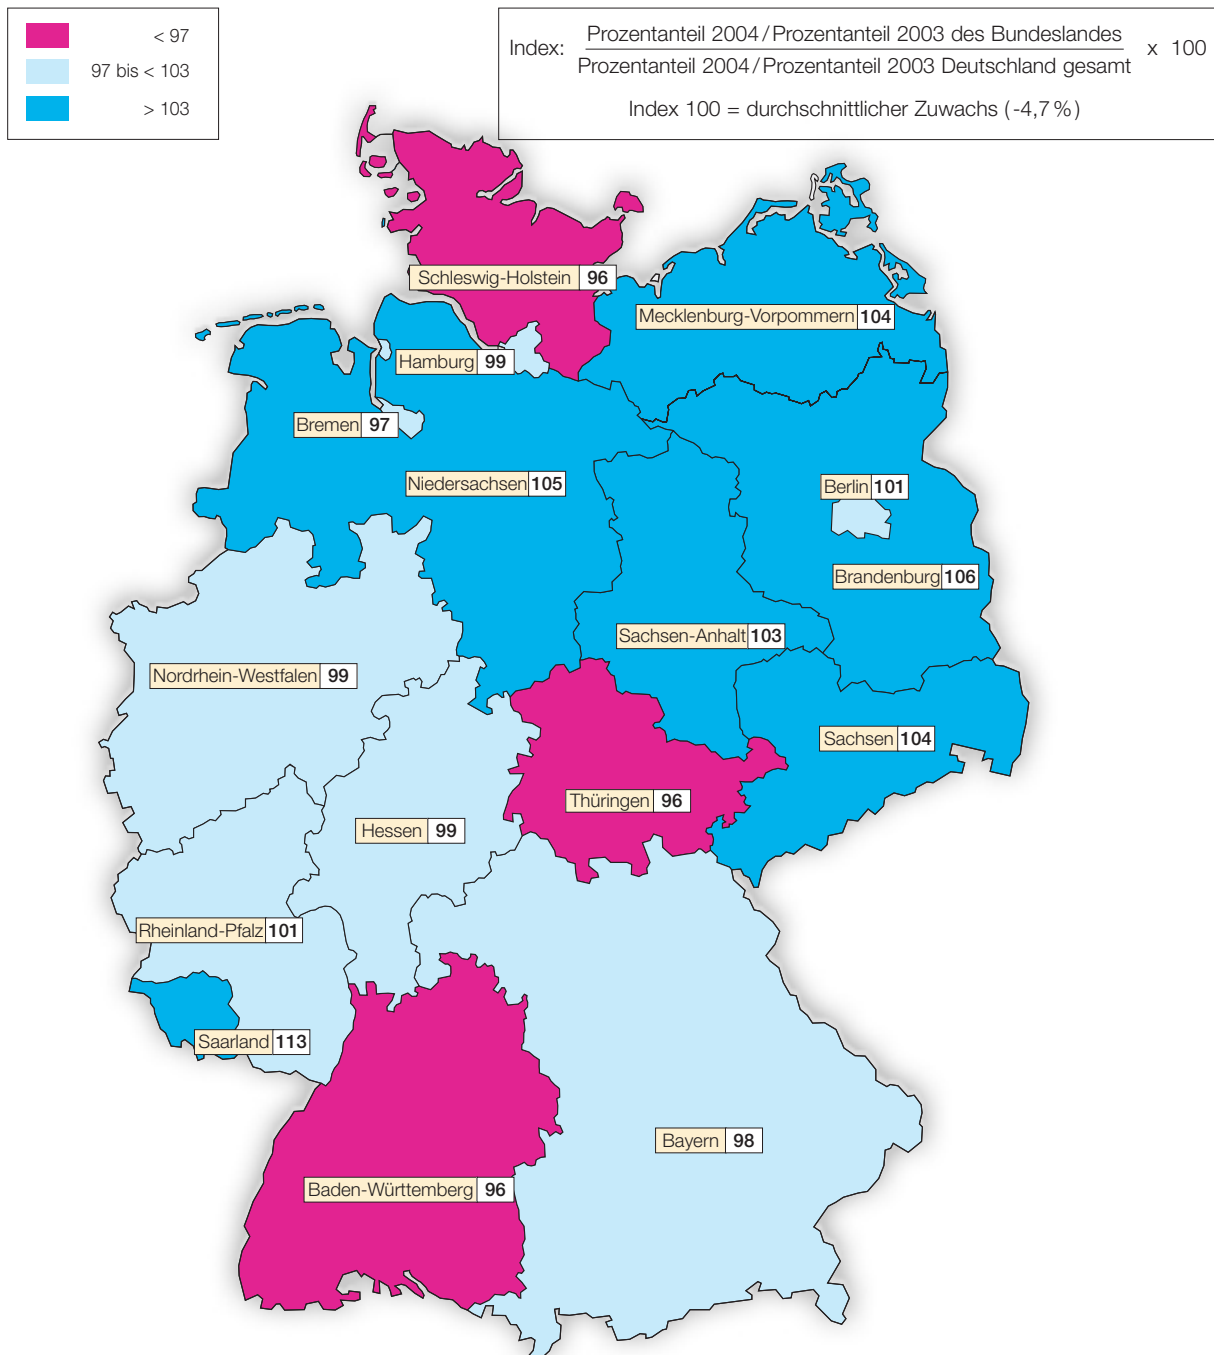 < 97
97 bis < 103
> 103
Index: Prozentanteil 2004/Prozentanteil 2003 des Bundeslandes x 100
Prozentanteil 2004/Prozentanteil 2003 Deutschland gesamt
Index 100 = durchschnittlicher Zuwachs (-4,7 %)
Schleswig-Holstein 96
Mecklenburg-Vorpommern 104
Hamburg 99
Bremen 97
Niedersachsen 105
Berlin 101
Brandenburg 106
Sachsen-Anhalt 103
Nordrhein-Westfalen 99
Sachsen 104
Thüringen 96
Hessen 99
Rheinland-Pfalz 101
Saarland 113
Bayern 98
Baden-Württemberg 96